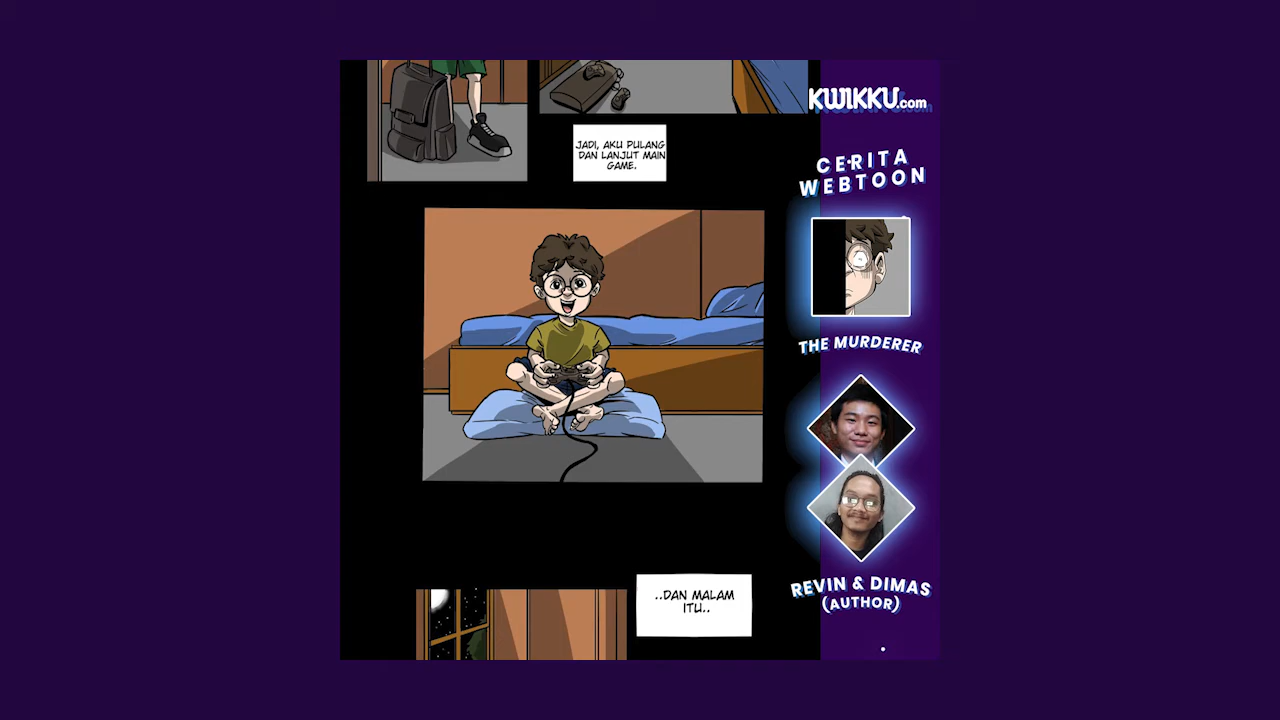 JADI, AKU PULANG
DAN LANJUT MAIN
GAME.
..DAN MALAM
ITU..
KWIKKU.com
CERITA
WEBTOON
THE MURDERER
REVIN & DIMAS
(AUTHOR)